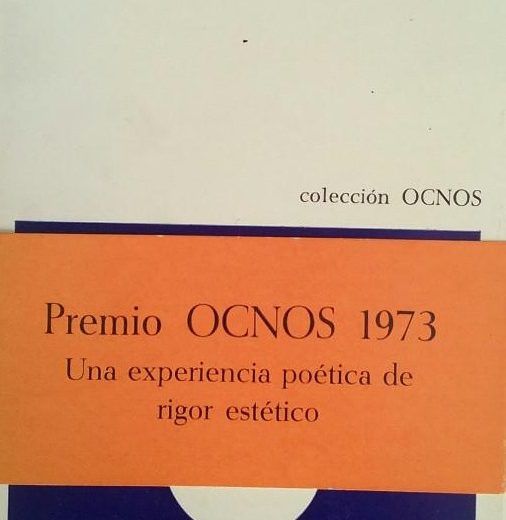 colección OCNOS
Premio OCNOS 1973
Una experiencia poética de
rigor estético